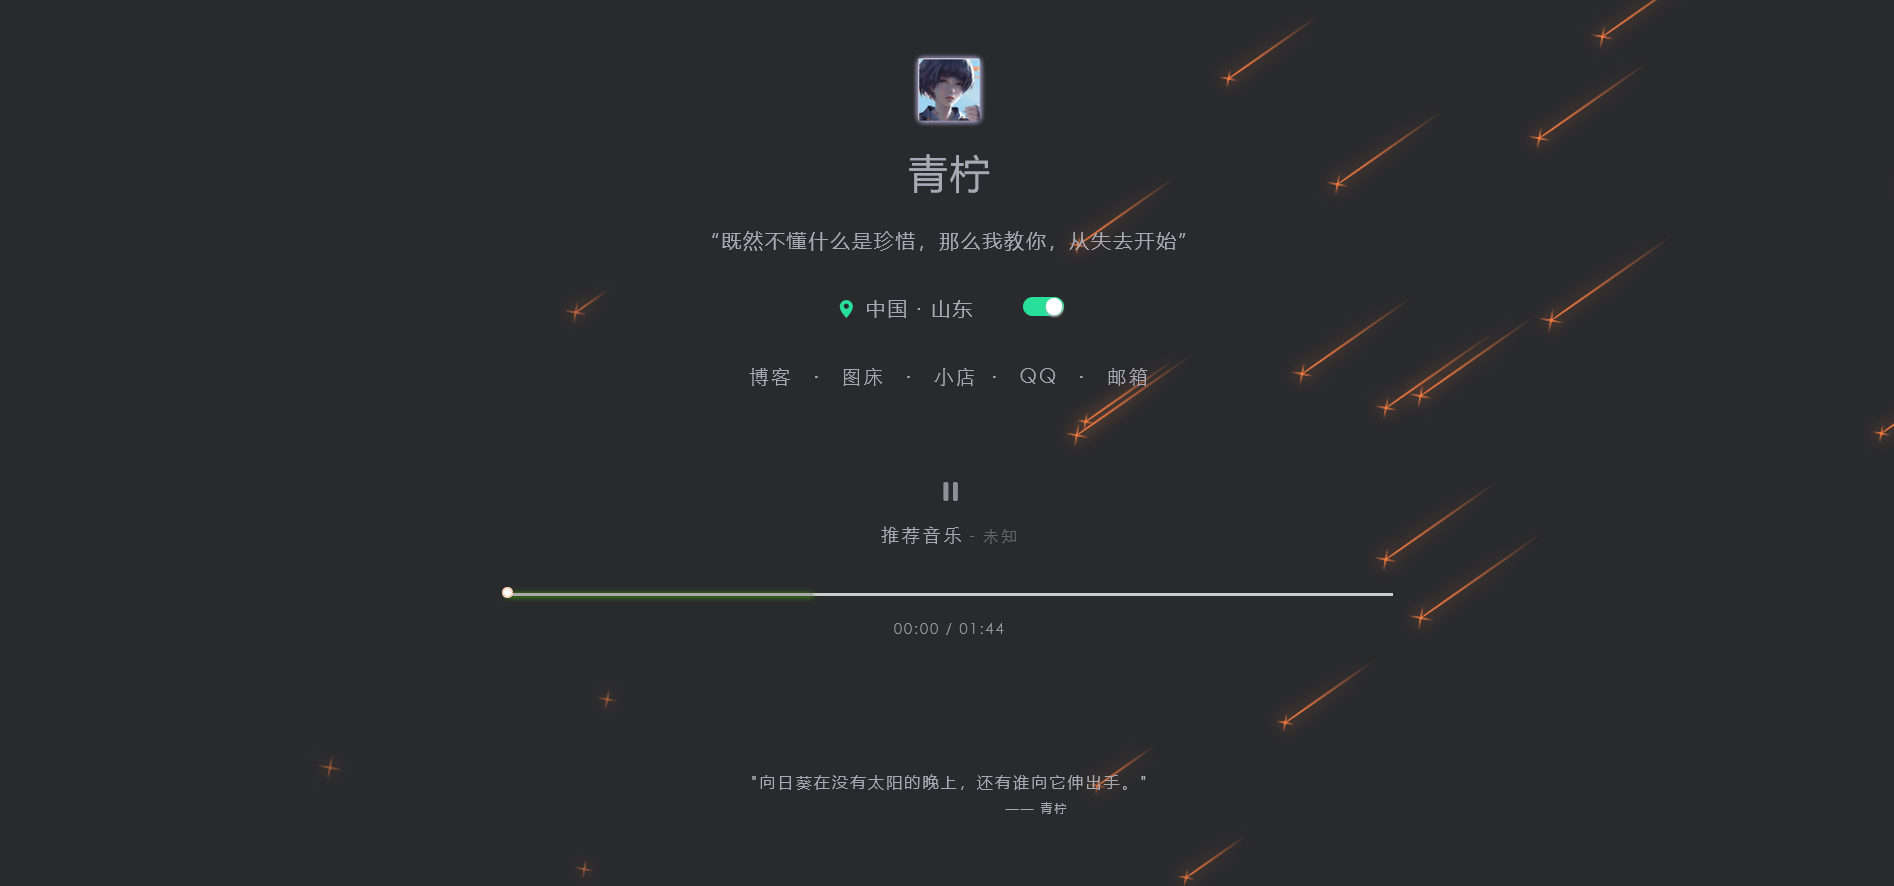 青柠
“既然不懂什么是珍惜，那么我教你，从失去开始”
中国 · 山东
博客 · 图床 · 小店 · QQ · 邮箱
推荐音乐 - 未知
00:00 / 01:44
"向日葵在没有太阳的晚上，还有谁向它伸出手。"
—— 青柠